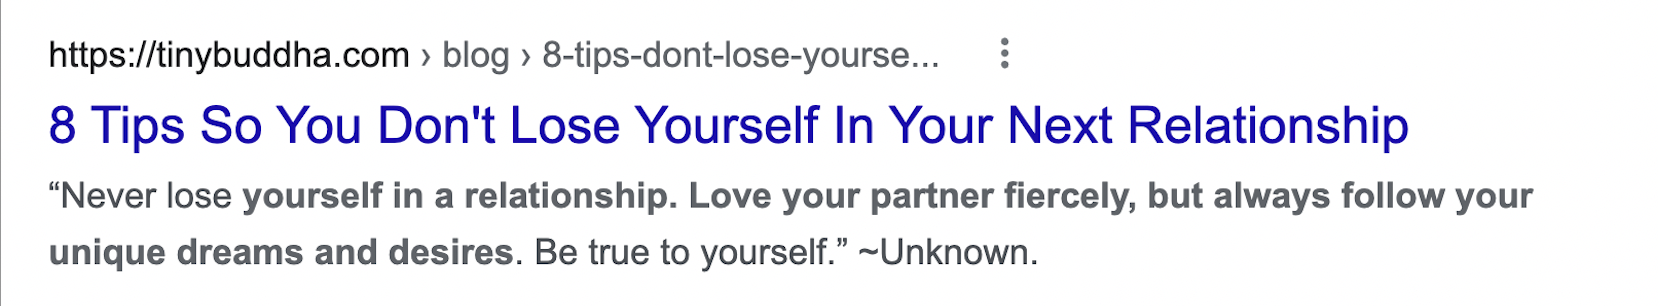 https://tinybuddha.com › blog › 8-tips-dont-lose-yourse...
8 Tips So You Don't Lose Yourself In Your Next Relationship
“Never lose yourself in a relationship. Love your partner fiercely, but always follow your
unique dreams and desires. Be true to yourself.” ~Unknown.